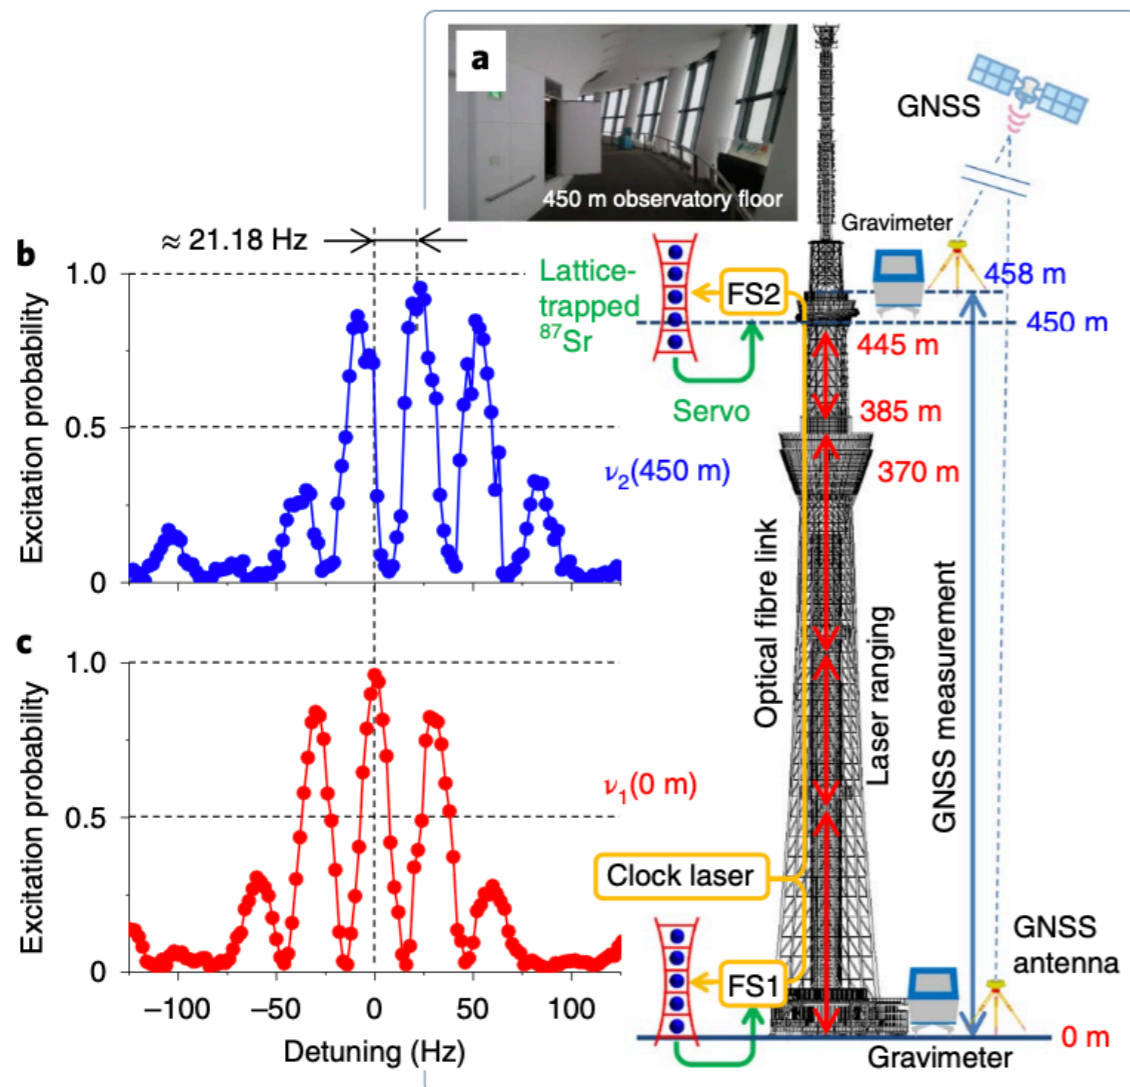 a
450 m observatory floor
GNSS
Gravimeter
458 m
450 m
b
≈ 21.18 Hz
1.0
0.5
0
Excitation probability
ν₂(450 m)
Lattice-
trapped
⁸⁷Sr
FS2
Servo
445 m
385 m
370 m
Optical fibre link
Laser ranging
GNSS measurement
c
1.0
0.5
0
Excitation probability
ν₁(0 m)
–100
–50
0
50
100
Detuning (Hz)
Clock laser
FS1
GNSS
antenna
0 m
Gravimeter